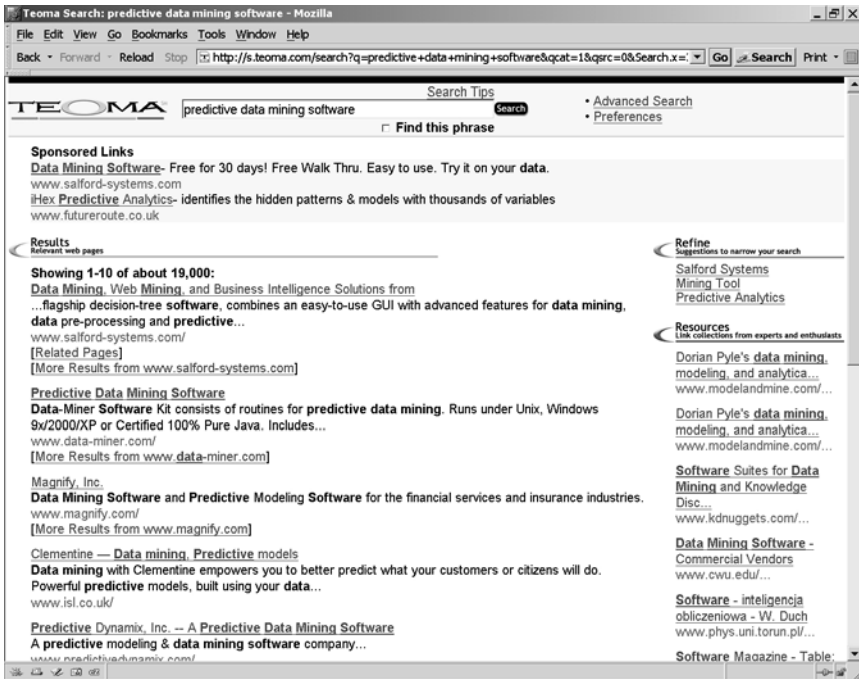 Teoma Search: predictive data mining software - Mozilla
File Edit View Go Bookmarks Tools Window Help
Back Forward Reload Stop http://s.teoma.com/search?q=predictive+data+mining+software&qcat=1&qsrc=0&Search.x= Go Search Print
TEOMA
Search Tips
predictive data mining software Search
Find this phrase
• Advanced Search
• Preferences
Sponsored Links
Data Mining Software- Free for 30 days! Free Walk Thru. Easy to use. Try it on your data.
www.salford-systems.com
iHex Predictive Analytics- identifies the hidden patterns & models with thousands of variables
www.futureroute.co.uk
Results
Relevant web pages
Showing 1-10 of about 19,000:
Data Mining, Web Mining, and Business Intelligence Solutions from
...flagship decision-tree software, combines an easy-to-use GUI with advanced features for data mining,
data pre-processing and predictive...
www.salford-systems.com/
[Related Pages]
[More Results from www.salford-systems.com]
Predictive Data Mining Software
Data-Miner Software Kit consists of routines for predictive data mining. Runs under Unix, Windows
9x/2000/XP or Certified 100% Pure Java. Includes...
www.data-miner.com/
[More Results from www.data-miner.com]
Magnify, Inc.
Data Mining Software and Predictive Modeling Software for the financial services and insurance industries.
www.magnify.com/
[More Results from www.magnify.com]
Clementine — Data mining, Predictive models
Data mining with Clementine empowers you to better predict what your customers or citizens will do.
Powerful predictive models, built using your data...
www.isl.co.uk/
Predictive Dynamix, Inc. -- A Predictive Data Mining Software
A predictive modeling & data mining software company...
www.predictivedynamix.com/
Refine
Suggestions to narrow your search
Salford Systems
Mining Tool
Predictive Analytics
Resources
Link collections from experts and enthusiasts
Dorian Pyle's data mining,
modeling, and analytica...
www.modelandmine.com/...
Dorian Pyle's data mining,
modeling, and analytica...
www.modelandmine.com/...
Software Suites for Data
Mining and Knowledge
Disc...
www.kdnuggets.com/...
Data Mining Software -
Commercial Vendors
www.cwu.edu/...
Software - inteligencja
obliczeniowa - W. Duch
www.phys.uni.torun.pl/...
Software Magazine - Table: